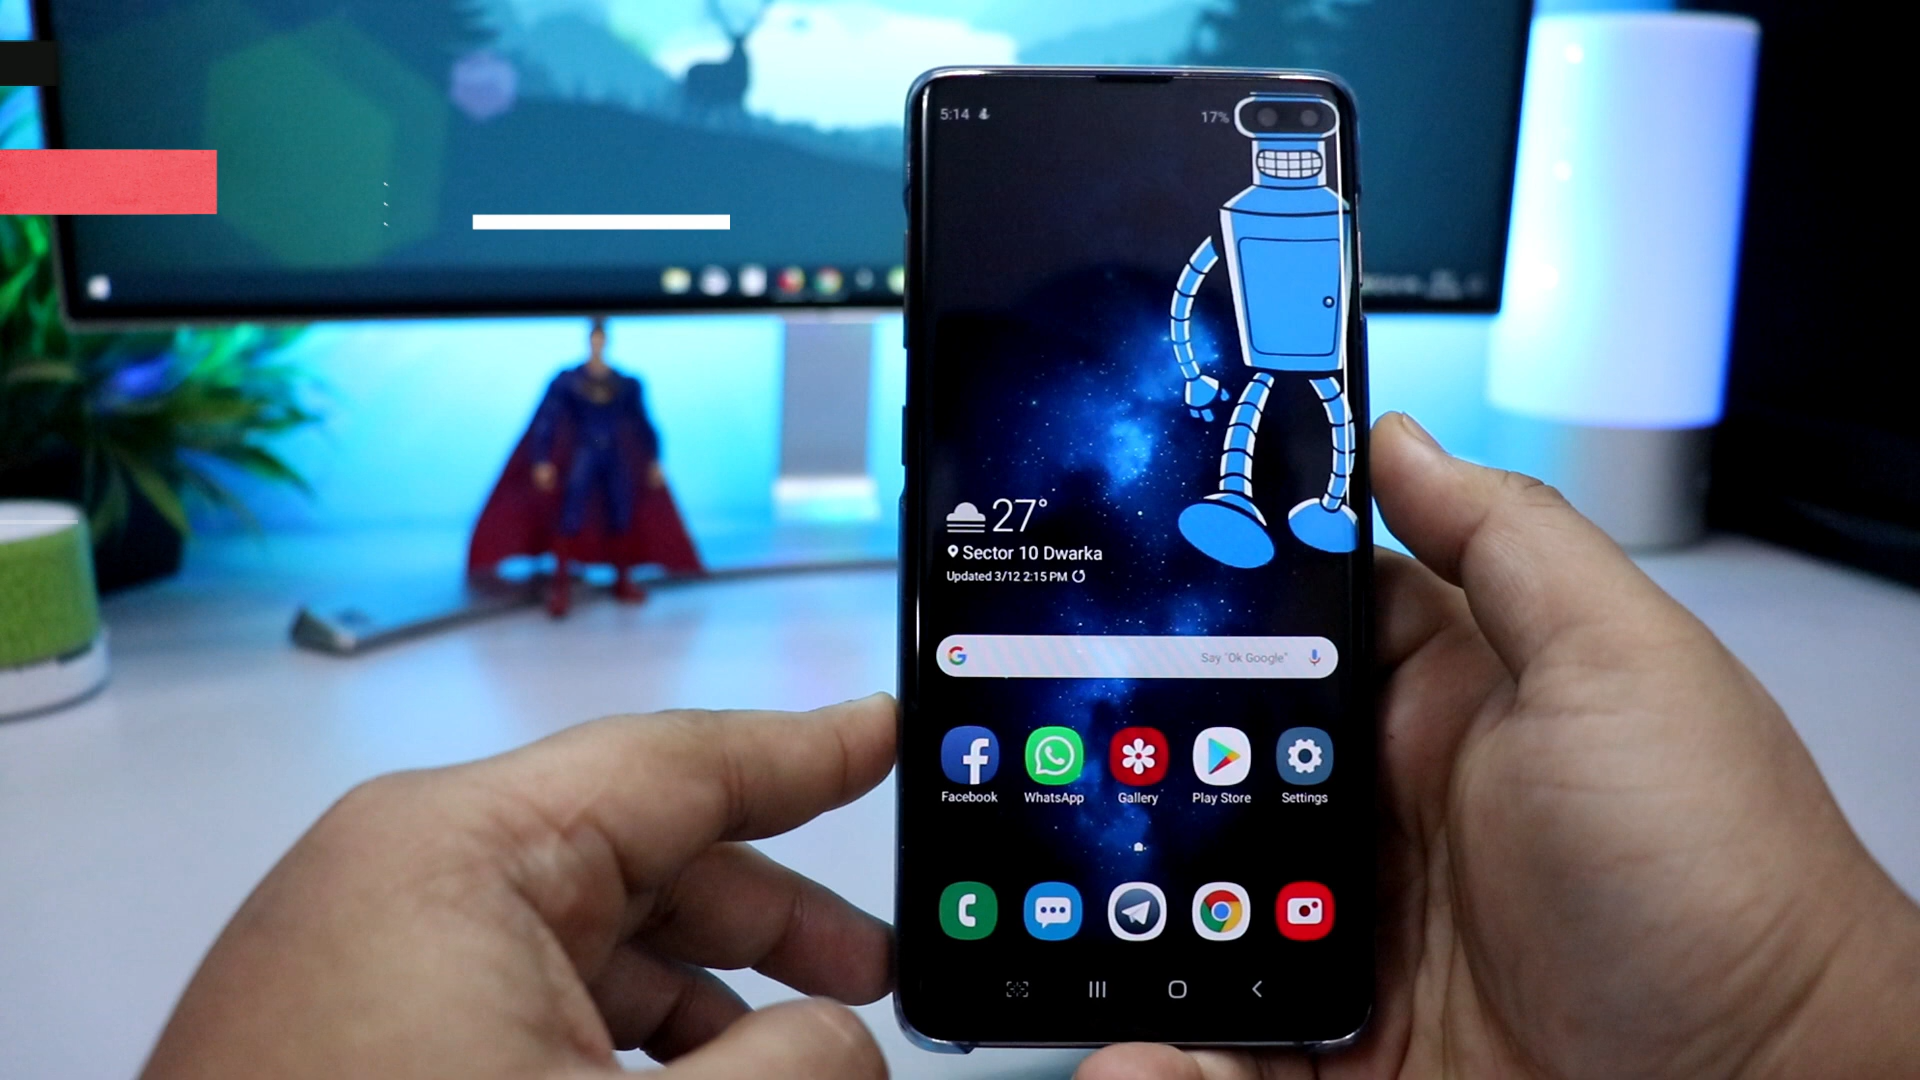 5:14
17%
27°
Sector 10 Dwarka
Updated 3/12 2:15 PM
Say "Ok Google"
Facebook
WhatsApp
Gallery
Play Store
Settings